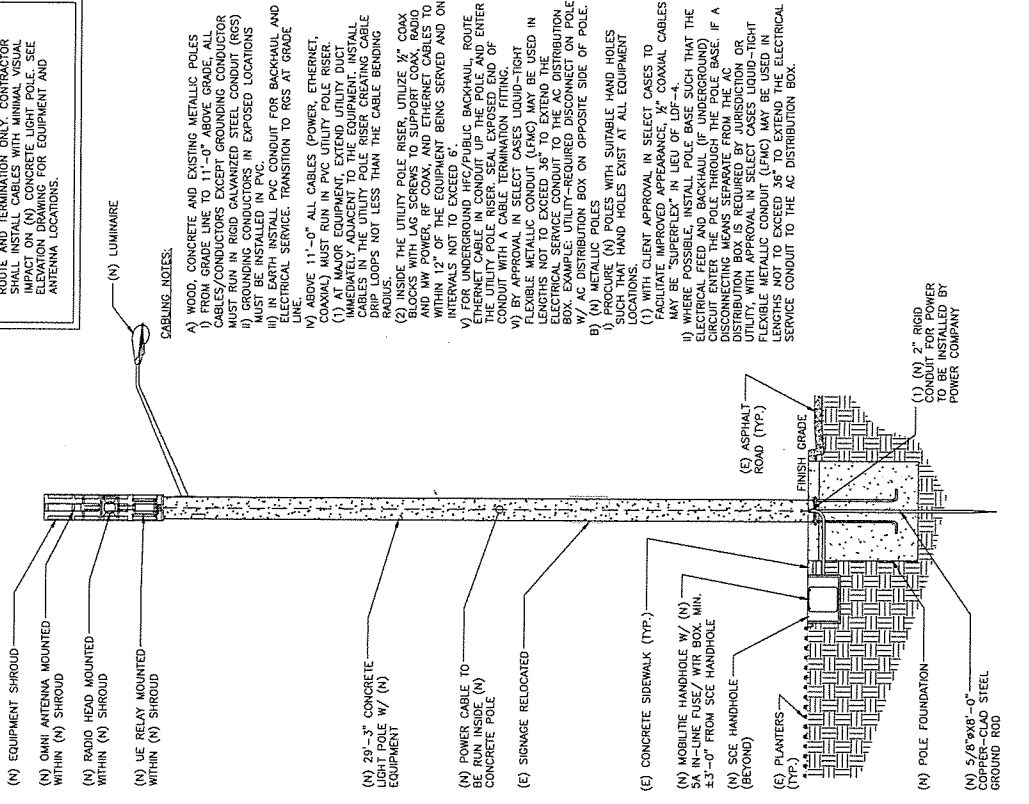 ROUTE AND TERMINATION ONLY. CONTRACTOR
SHALL INSTALL CABLES WITH MINIMAL VISUAL
IMPACT ON (N) CONCRETE LIGHT POLE. SEE
ELEVATION DRAWING FOR EQUIPMENT AND
ANTENNA LOCATIONS.
(N) LUMINAIRE
CABLING NOTES:
A) WOOD, CONCRETE AND EXISTING METALLIC POLES
I) FROM GRADE LINE TO 11'-0" ABOVE GRADE, ALL
CABLES/CONDUCTORS EXCEPT GROUNDING CONDUCTOR
MUST RUN IN RIGID GALVANIZED STEEL CONDUIT (RGS)
II) GROUNDING CONDUCTORS IN EXPOSED LOCATIONS
MUST BE INSTALLED IN PVC.
III) IN EARTH INSTALL PVC CONDUIT FOR BACKHAUL AND
ELECTRICAL SERVICE. TRANSITION TO RGS AT GRADE
LINE.
IV) ABOVE 11'-0" ALL CABLES (POWER, ETHERNET,
COAXIAL) MUST RUN IN PVC UTILITY POLE RISER.
(1) AT MAJOR EQUIPMENT, EXTEND UTILITY DUCT
IMMEDIATELY ADJACENT TO THE EQUIPMENT. INSTALL
CABLES IN THE UTILITY POLE RISER CREATING CABLE
DRIP LOOPS NOT LESS THAN THE CABLE BENDING
RADIUS.
(2) INSIDE THE UTILITY POLE RISER, UTILIZE ½" COAX
BLOCKS WITH LAG SCREWS TO SUPPORT COAX, RADIO
AND MW POWER, RF COAX, AND ETHERNET CABLES TO
WITHIN 12" OF THE EQUIPMENT BEING SERVED AND ON
INTERVALS NOT TO EXCEED 6'.
V) FOR UNDERGROUND HFC/PUBLIC BACKHAUL, ROUTE
ETHERNET CABLE IN CONDUIT UP THE POLE AND ENTER
THE UTILITY POLE RISER. SEAL EXPOSED END OF
CONDUIT WITH A CABLE TERMINATION FITTING.
VI) BY APPROVAL IN SELECT CASES LIQUID-TIGHT
FLEXIBLE METALLIC CONDUIT (LFMC) MAY BE USED IN
LENGTHS NOT TO EXCEED 36" TO EXTEND THE
ELECTRICAL SERVICE CONDUIT TO THE AC DISTRIBUTION
BOX. EXAMPLE: UTILITY-REQUIRED DISCONNECT ON POLE
W/ AC DISTRIBUTION BOX ON OPPOSITE SIDE OF POLE.
B) (N) METALLIC POLES
I) PROCURE (N) POLES WITH SUITABLE HAND HOLES
SUCH THAT HAND HOLES EXIST AT ALL EQUIPMENT
LOCATIONS.
(1) WITH CLIENT APPROVAL IN SELECT CASES TO
FACILITATE IMPROVED APPEARANCE, ½" COAXIAL CABLES
MAY BE "SUPERFLEX" IN LIEU OF LDF-4.
II) WHERE POSSIBLE, INSTALL POLE BASE SUCH THAT THE
ELECTRICAL FEED AND BACKHAUL (IF UNDERGROUND)
CIRCUIT ENTER THE POLE THROUGH THE POLE BASE. IF A
DISCONNECTING MEANS SEPARATE FROM THE AC
DISTRIBUTION BOX IS REQUIRED BY JURISDICTION OR
UTILITY, WITH APPROVAL IN SELECT CASES LIQUID-TIGHT
FLEXIBLE METALLIC CONDUIT (LFMC) MAY BE USED IN
LENGTHS NOT TO EXCEED 36" TO EXTEND THE ELECTRICAL
SERVICE CONDUIT TO THE AC DISTRIBUTION BOX.
(N) EQUIPMENT SHROUD
(N) OMNI ANTENNA MOUNTED
WITHIN (N) SHROUD
(N) RADIO HEAD MOUNTED
WITHIN (N) SHROUD
(N) UE RELAY MOUNTED
WITHIN (N) SHROUD
(N) 29'-3" CONCRETE
LIGHT POLE W/ (N)
EQUIPMENT
(N) POWER CABLE TO
BE RUN INSIDE (N)
CONCRETE POLE
(E) SIGNAGE RELOCATED
(E) CONCRETE SIDEWALK (TYP.)
(N) MOBILITIE HANDHOLE W/ (N)
5A IN-LINE FUSE/ WTR BOX. MIN.
±3'-0" FROM SCE HANDHOLE
(N) SCE HANDHOLE
(BEYOND)
(E) PLANTERS
(TYP.)
(N) POLE FOUNDATION
(N) 5/8"øX8'-0"
COPPER-CLAD STEEL
GROUND ROD
(E) ASPHALT
ROAD (TYP.)
FINISH GRADE
(1) (N) 2" RIGID
CONDUIT FOR POWER
TO BE INSTALLED BY
POWER COMPANY